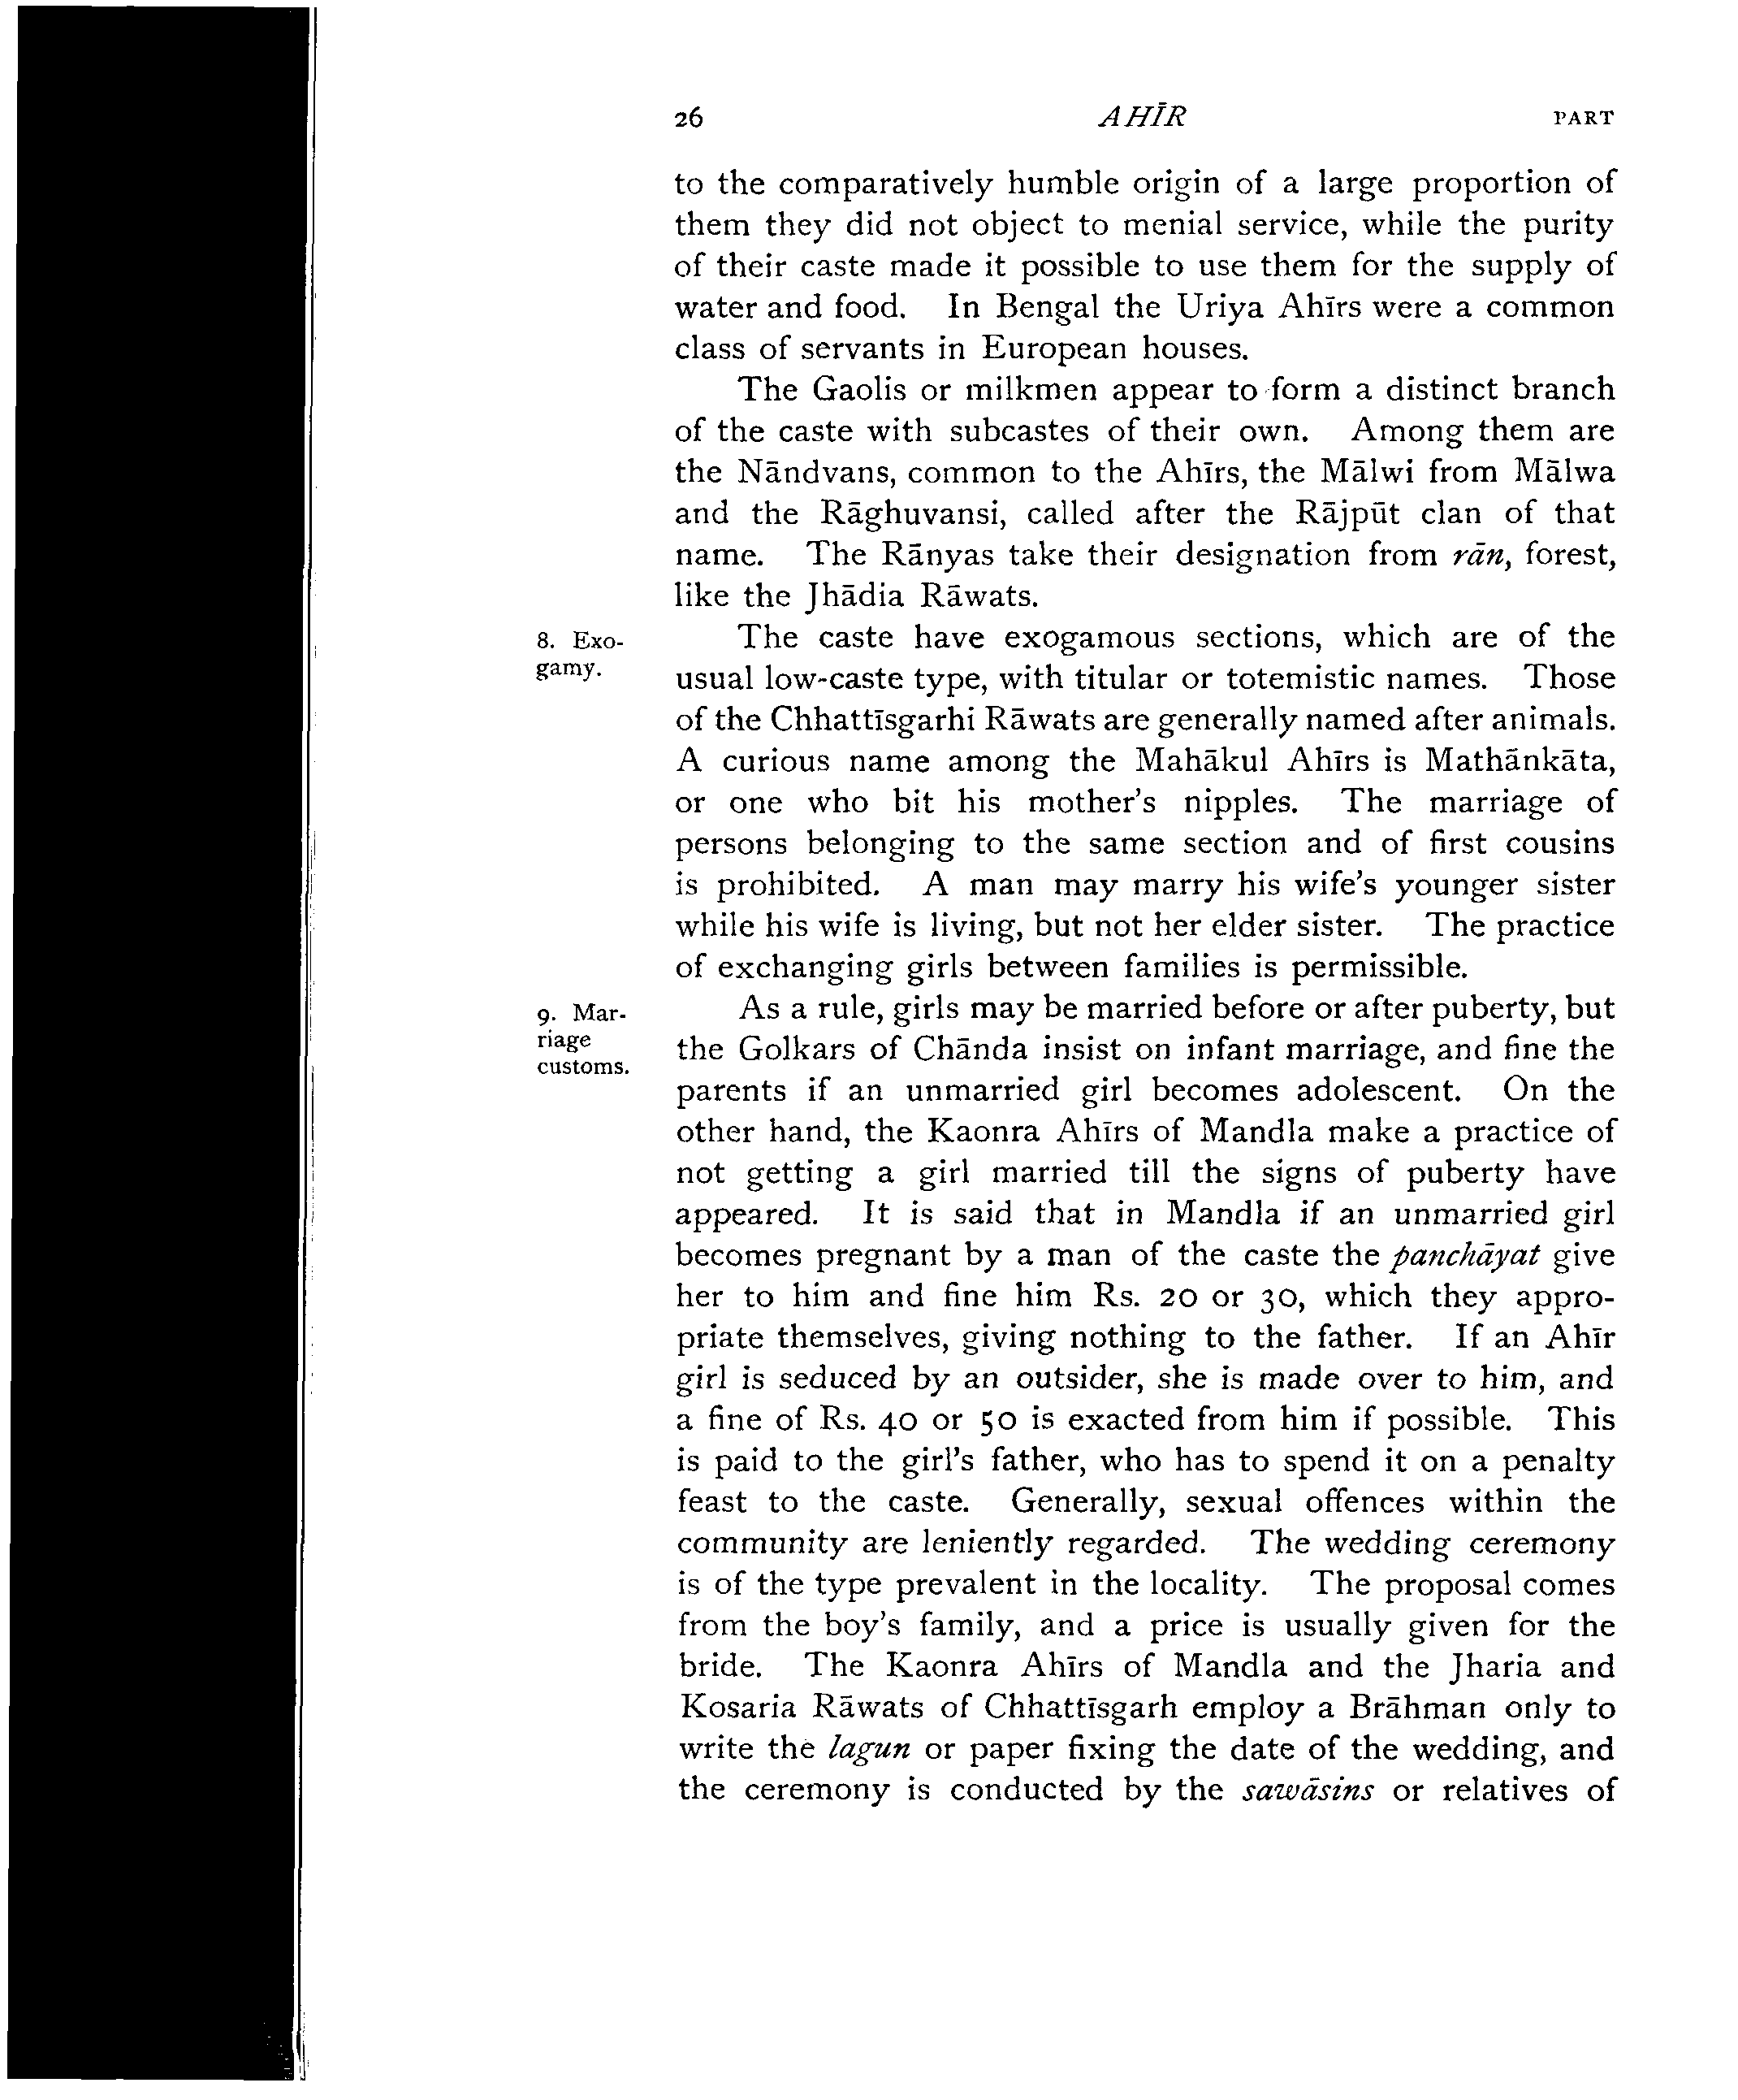 26 AHĪR PART
to the comparatively humble origin of a large proportion of
them they did not object to menial service, while the purity
of their caste made it possible to use them for the supply of
water and food. In Bengal the Uriya Ahīrs were a common
class of servants in European houses.
The Gaolis or milkmen appear to form a distinct branch
of the caste with subcastes of their own. Among them are
the Nāndvans, common to the Ahīrs, the Mālwi from Mālwa
and the Rāghuvansi, called after the Rājpūt clan of that
name. The Rānyas take their designation from rān, forest,
like the Jhādia Rāwats.
8. Exo-
gamy.
The caste have exogamous sections, which are of the
usual low-caste type, with titular or totemistic names. Those
of the Chhattīsgarhi Rāwats are generally named after animals.
A curious name among the Mahākul Ahīrs is Mathānkāta,
or one who bit his mother's nipples. The marriage of
persons belonging to the same section and of first cousins
is prohibited. A man may marry his wife's younger sister
while his wife is living, but not her elder sister. The practice
of exchanging girls between families is permissible.
9. Mar-
riage
customs.
As a rule, girls may be married before or after puberty, but
the Golkars of Chānda insist on infant marriage, and fine the
parents if an unmarried girl becomes adolescent. On the
other hand, the Kaonra Ahīrs of Mandla make a practice of
not getting a girl married till the signs of puberty have
appeared. It is said that in Mandla if an unmarried girl
becomes pregnant by a man of the caste the panchāyat give
her to him and fine him Rs. 20 or 30, which they appro-
priate themselves, giving nothing to the father. If an Ahīr
girl is seduced by an outsider, she is made over to him, and
a fine of Rs. 40 or 50 is exacted from him if possible. This
is paid to the girl's father, who has to spend it on a penalty
feast to the caste. Generally, sexual offences within the
community are leniently regarded. The wedding ceremony
is of the type prevalent in the locality. The proposal comes
from the boy's family, and a price is usually given for the
bride. The Kaonra Ahīrs of Mandla and the Jharia and
Kosaria Rāwats of Chhattīsgarh employ a Brāhman only to
write the lagun or paper fixing the date of the wedding, and
the ceremony is conducted by the sawāsins or relatives of